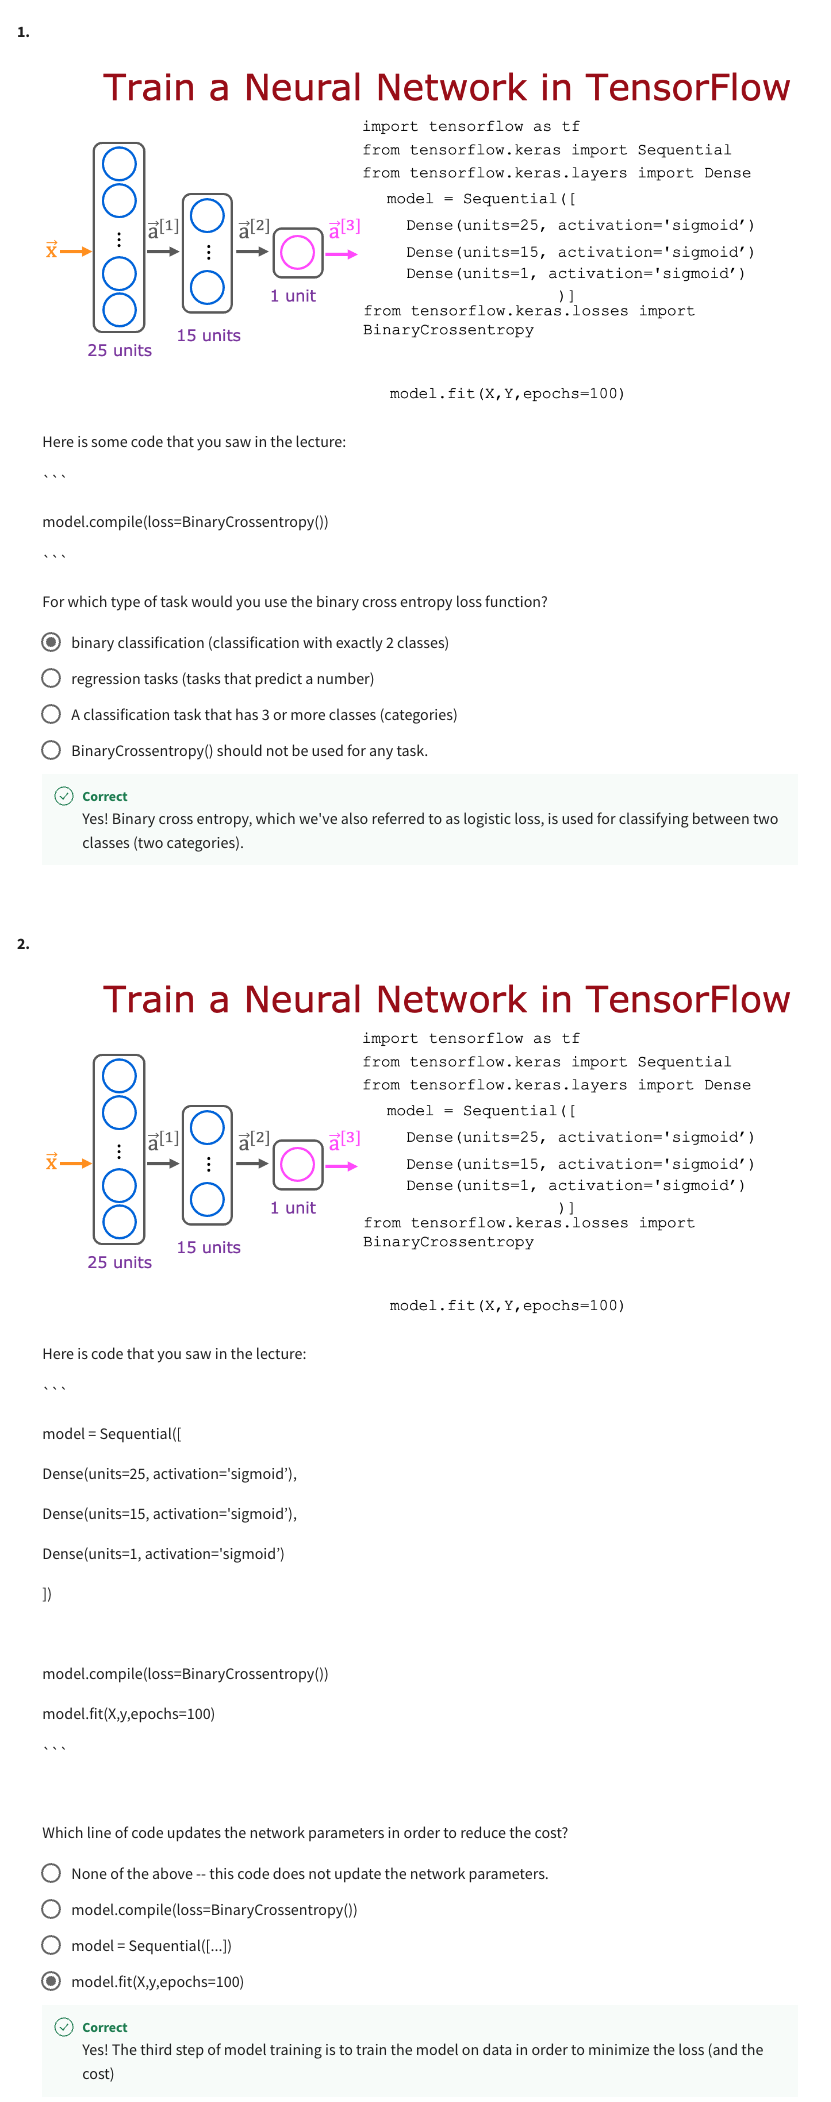 1.
Train a Neural Network in TensorFlow
import tensorflow as tf
from tensorflow.keras import Sequential
from tensorflow.keras.layers import Dense
model = Sequential([
Dense(units=25, activation='sigmoid’)
Dense(units=15, activation='sigmoid’)
Dense(units=1, activation='sigmoid’)
)]
from tensorflow.keras.losses import
BinaryCrossentropy
model.fit(X,Y,epochs=100)
x⃗
a⃗[1]
a⃗[2]
a⃗[3]
25 units
15 units
1 unit
Here is some code that you saw in the lecture:
```
model.compile(loss=BinaryCrossentropy())
```
For which type of task would you use the binary cross entropy loss function?
binary classification (classification with exactly 2 classes)
regression tasks (tasks that predict a number)
A classification task that has 3 or more classes (categories)
BinaryCrossentropy() should not be used for any task.
Correct
Yes! Binary cross entropy, which we've also referred to as logistic loss, is used for classifying between two
classes (two categories).
2.
Train a Neural Network in TensorFlow
import tensorflow as tf
from tensorflow.keras import Sequential
from tensorflow.keras.layers import Dense
model = Sequential([
Dense(units=25, activation='sigmoid’)
Dense(units=15, activation='sigmoid’)
Dense(units=1, activation='sigmoid’)
)]
from tensorflow.keras.losses import
BinaryCrossentropy
model.fit(X,Y,epochs=100)
x⃗
a⃗[1]
a⃗[2]
a⃗[3]
25 units
15 units
1 unit
Here is code that you saw in the lecture:
```
model = Sequential([
Dense(units=25, activation='sigmoid’),
Dense(units=15, activation='sigmoid’),
Dense(units=1, activation='sigmoid’)
])
model.compile(loss=BinaryCrossentropy())
model.fit(X,y,epochs=100)
```
Which line of code updates the network parameters in order to reduce the cost?
None of the above -- this code does not update the network parameters.
model.compile(loss=BinaryCrossentropy())
model = Sequential([...])
model.fit(X,y,epochs=100)
Correct
Yes! The third step of model training is to train the model on data in order to minimize the loss (and the
cost)